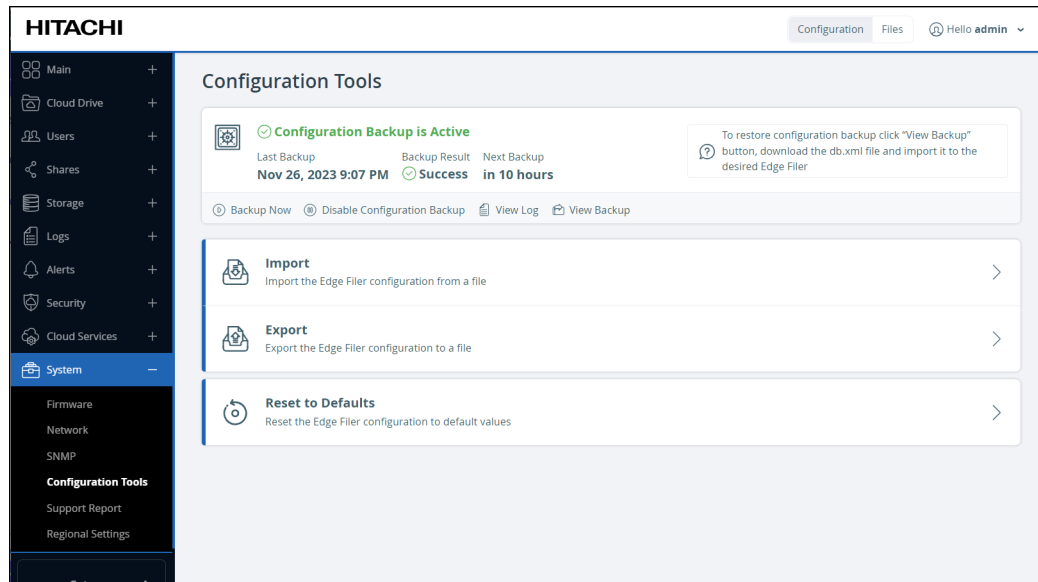 HITACHI
Configuration Files Hello admin
Main
Cloud Drive
Users
Shares
Storage
Logs
Alerts
Security
Cloud Services
System
Firmware
Network
SNMP
Configuration Tools
Support Report
Regional Settings
Configuration Tools
Configuration Backup is Active
Last Backup Backup Result Next Backup
Nov 26, 2023 9:07 PM Success in 10 hours
To restore configuration backup click “View Backup”
button, download the db.xml file and import it to the
desired Edge Filer
Backup Now Disable Configuration Backup View Log View Backup
Import
Import the Edge Filer configuration from a file
Export
Export the Edge Filer configuration to a file
Reset to Defaults
Reset the Edge Filer configuration to default values